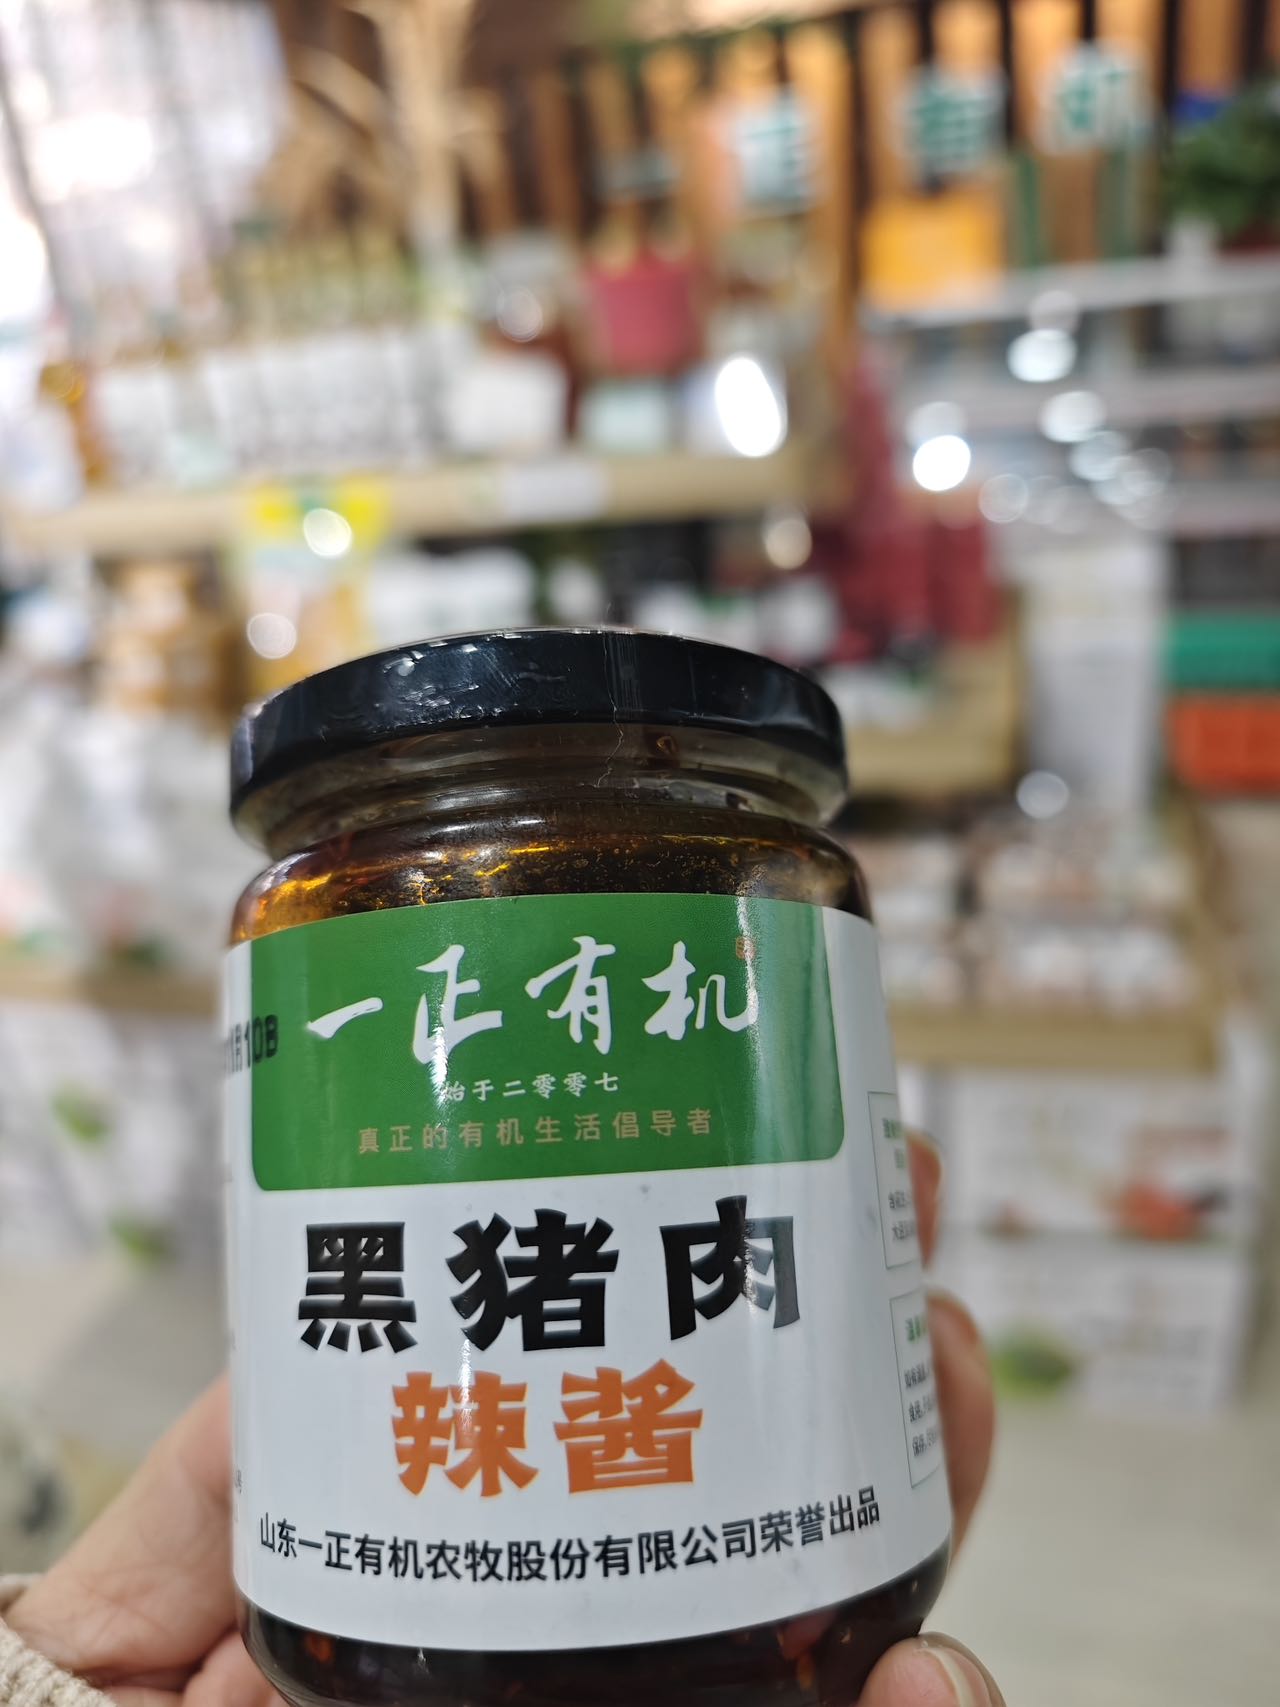 一正有机
始于二零零七
真正的有机生活倡导者
黑猪肉
辣酱
山东一正有机农牧股份有限公司荣誉出品